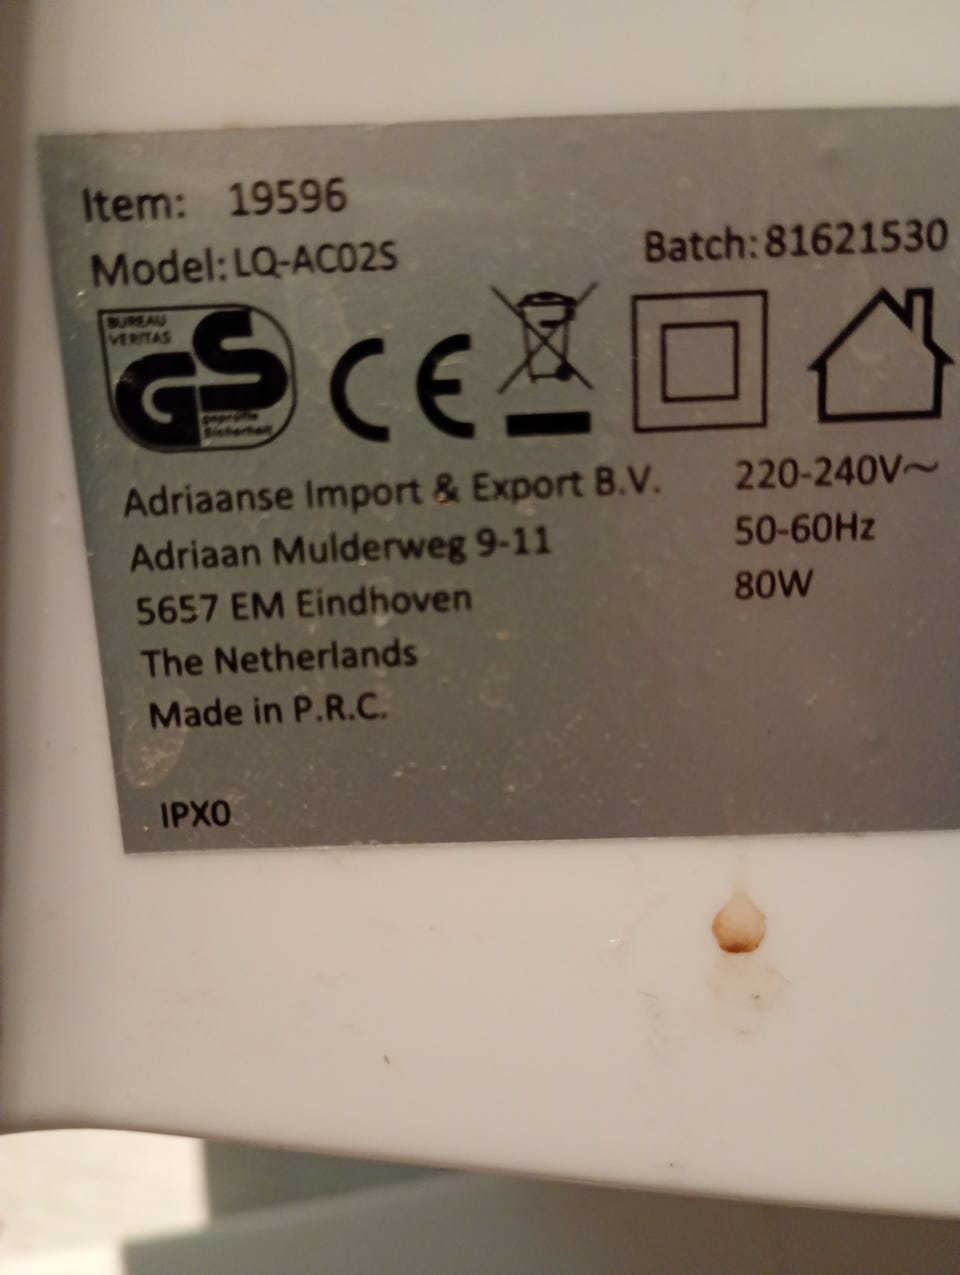 Item: 19596
Model: LQ-AC02S
Batch: 81621530
BUREAU
VERITAS
GS
geprüfte
Sicherheit
CE
Adriaanse Import & Export B.V.
Adriaan Mulderweg 9-11
5657 EM Eindhoven
The Netherlands
Made in P.R.C.
220-240V~
50-60Hz
80W
IPX0